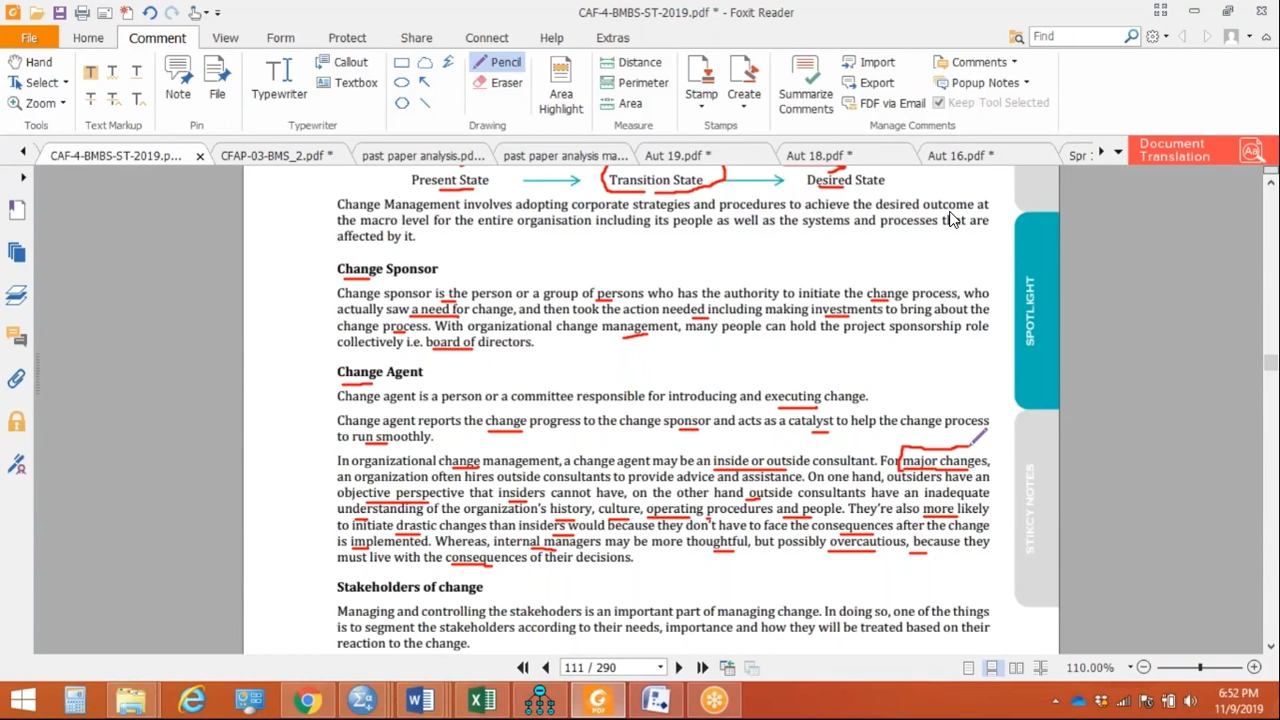 CAF-4-BMBS-ST-2019.pdf * - Foxit Reader
File Home Comment View Form Protect Share Connect Help Extras Find
Hand Select Zoom
Tools
Text Markup
Note File
Pin
Typewriter Callout Textbox
Typewriter
Pencil Eraser
Area Highlight
Drawing
Distance Perimeter Area
Measure
Stamp Create
Stamps
Summarize Comments
Import Export FDF via Email
Comments Popup Notes Keep Tool Selected
Manage Comments
CAF-4-BMBS-ST-2019.p... CFAP-03-BMS_2.pdf * past paper analysis.pd... past paper analysis ma... Aut 19.pdf * Aut 18.pdf * Aut 16.pdf * Spr
Document Translation
Present State Transition State Desired State
Change Management involves adopting corporate strategies and procedures to achieve the desired outcome at
the macro level for the entire organisation including its people as well as the systems and processes that are
affected by it.
Change Sponsor
Change sponsor is the person or a group of persons who has the authority to initiate the change process, who
actually saw a need for change, and then took the action needed including making investments to bring about the
change process. With organizational change management, many people can hold the project sponsorship role
collectively i.e. board of directors.
Change Agent
Change agent is a person or a committee responsible for introducing and executing change.
Change agent reports the change progress to the change sponsor and acts as a catalyst to help the change process
to run smoothly.
In organizational change management, a change agent may be an inside or outside consultant. For major changes,
an organization often hires outside consultants to provide advice and assistance. On one hand, outsiders have an
objective perspective that insiders cannot have, on the other hand outside consultants have an inadequate
understanding of the organization's history, culture, operating procedures and people. They're also more likely
to initiate drastic changes than insiders would because they don't have to face the consequences after the change
is implemented. Whereas, internal managers may be more thoughtful, but possibly overcautious, because they
must live with the consequences of their decisions.
Stakeholders of change
Managing and controlling the stakehoders is an important part of managing change. In doing so, one of the things
is to segment the stakeholders according to their needs, importance and how they will be treated based on their
reaction to the change.
SPOTLIGHT
STIKCY NOTES
111 / 290
110.00%
6:52 PM
11/9/2019